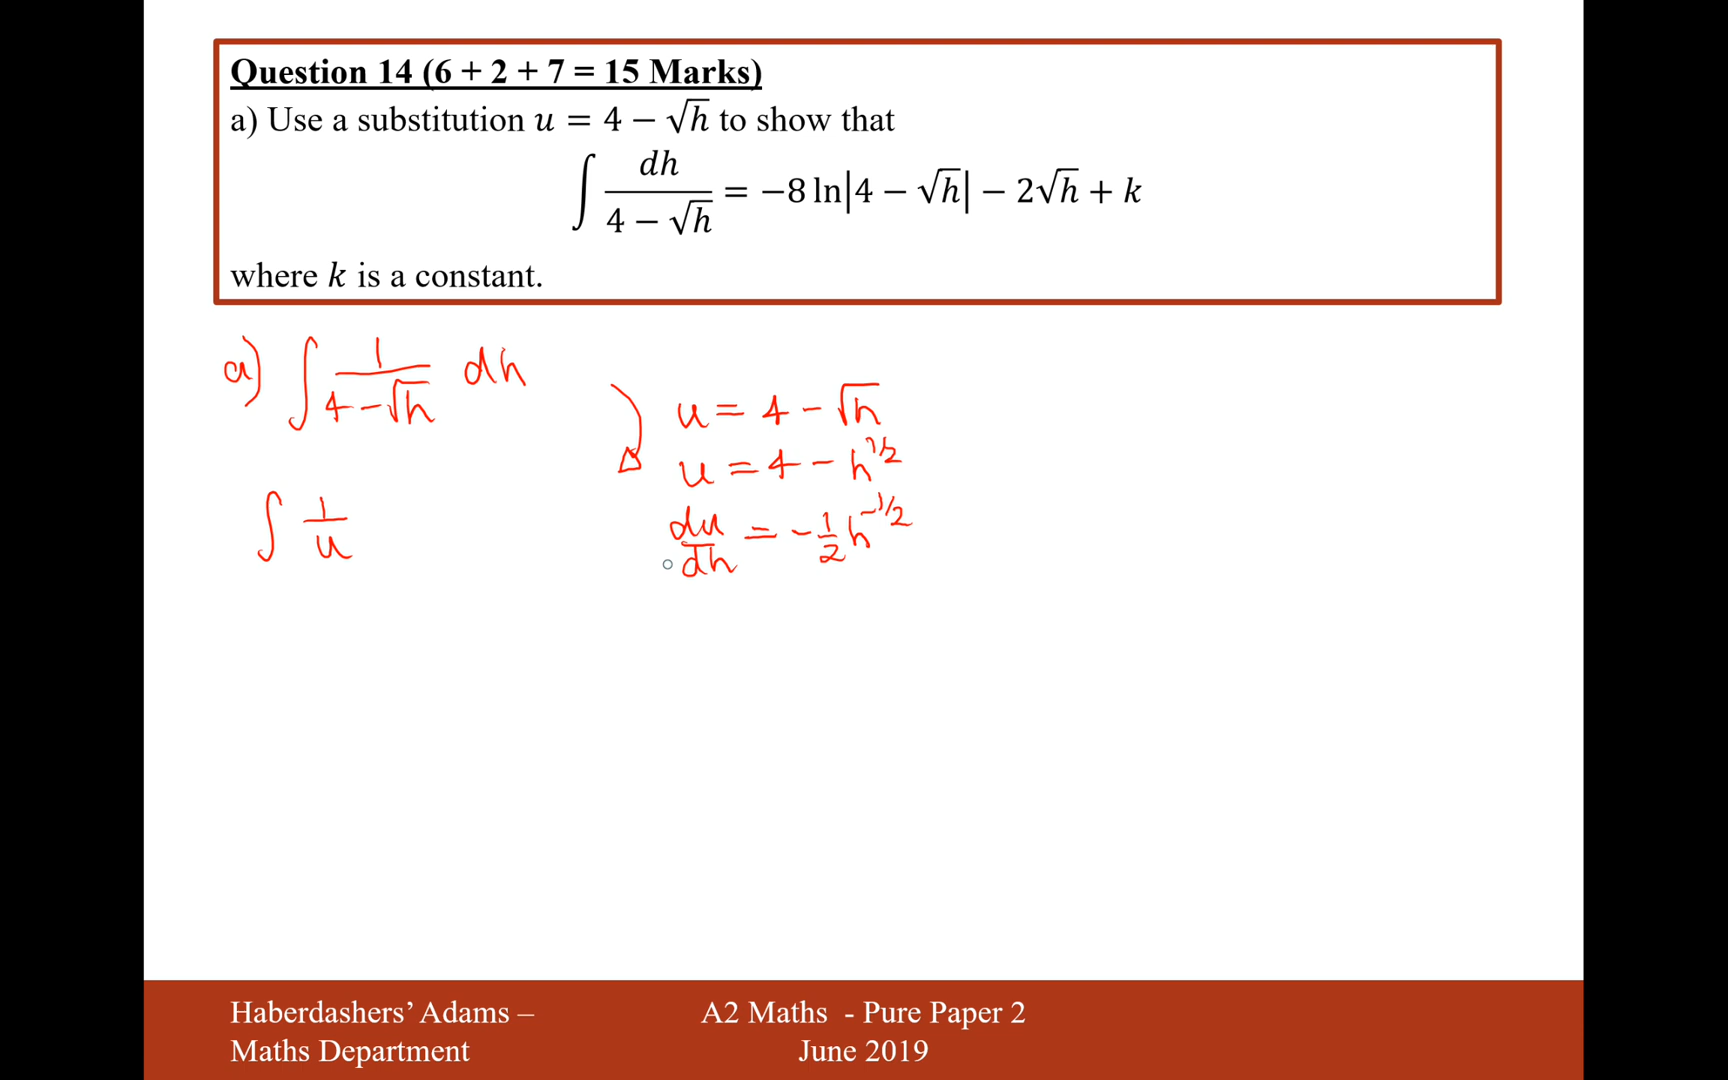 Question 14 (6 + 2 + 7 = 15 Marks)
a) Use a substitution u = 4 − √h to show that
∫ dh/(4 − √h) = −8 ln|4 − √h| − 2√h + k
where k is a constant.
a) ∫ 1/(4 − √h) dh
u = 4 − √h
u = 4 − h^(1/2)
∫ 1/u
du/dh = −1/2 h^(−1/2)
Haberdashers’ Adams –
Maths Department
A2 Maths - Pure Paper 2
June 2019